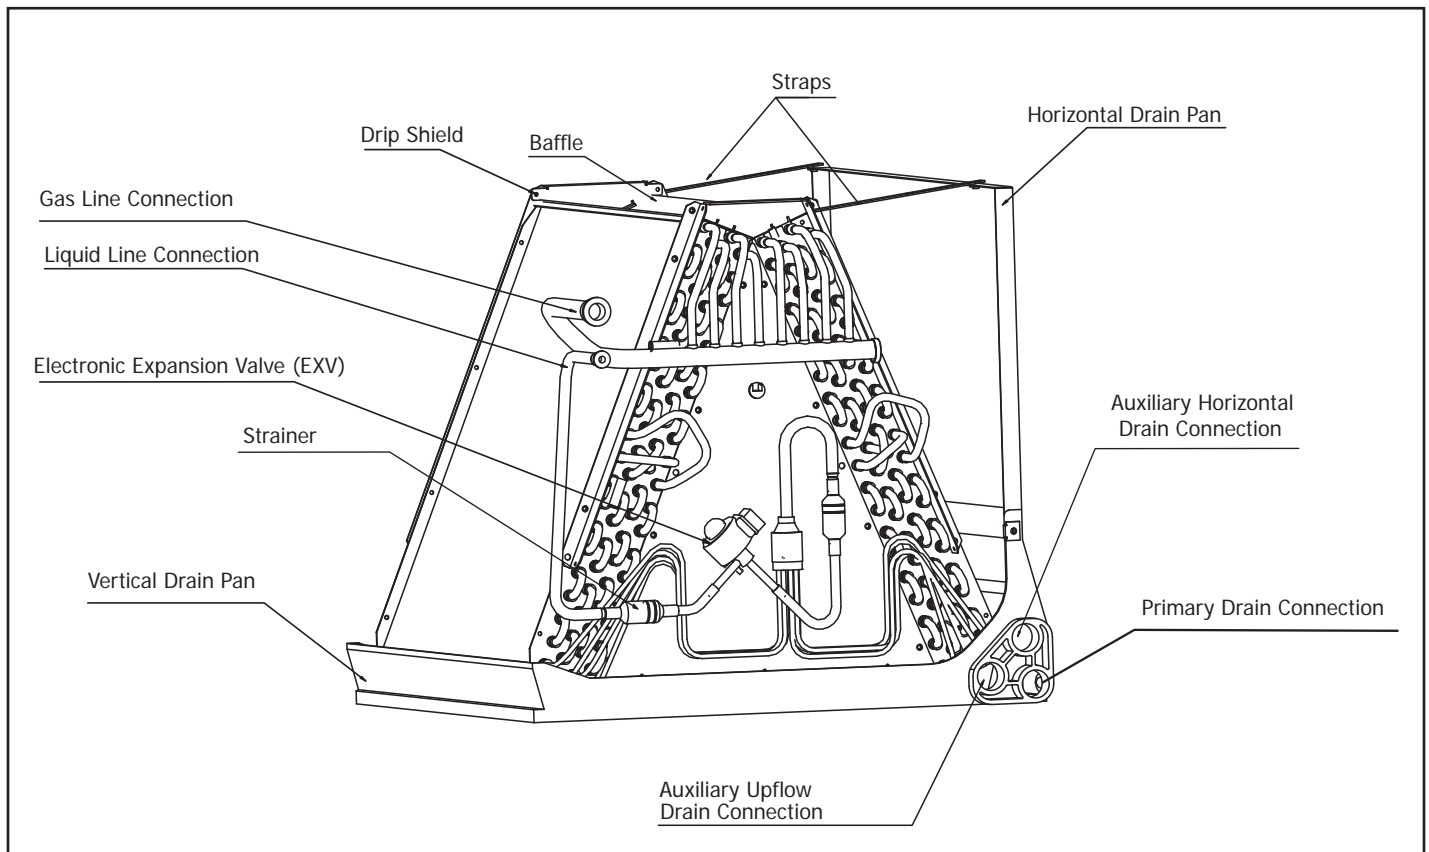 Straps
Horizontal Drain Pan
Drip Shield
Baffle
Gas Line Connection
Liquid Line Connection
Electronic Expansion Valve (EXV)
Auxiliary Horizontal
Drain Connection
Strainer
Vertical Drain Pan
Primary Drain Connection
Auxiliary Upflow
Drain Connection